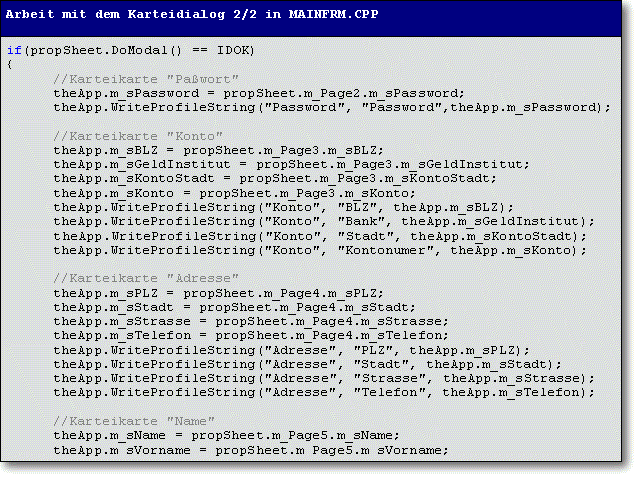 Arbeit mit dem Karteidialog 2/2 in MAINFRM.CPP
if(propSheet.DoModal() == IDOK)
{
//Karteikarte "Paßwort"
theApp.m_sPassword = propSheet.m_Page2.m_sPassword;
theApp.WriteProfileString("Password", "Password",theApp.m_sPassword);
//Karteikarte "Konto"
theApp.m_sBLZ = propSheet.m_Page3.m_sBLZ;
theApp.m_sGeldInstitut = propSheet.m_Page3.m_sGeldInstitut;
theApp.m_sKontoStadt = propSheet.m_Page3.m_sKontoStadt;
theApp.m_sKonto = propSheet.m_Page3.m_sKonto;
theApp.WriteProfileString("Konto", "BLZ", theApp.m_sBLZ);
theApp.WriteProfileString("Konto", "Bank", theApp.m_sGeldInstitut);
theApp.WriteProfileString("Konto", "Stadt", theApp.m_sKontoStadt);
theApp.WriteProfileString("Konto", "Kontonumer", theApp.m_sKonto);
//Karteikarte "Adresse"
theApp.m_sPLZ = propSheet.m_Page4.m_sPLZ;
theApp.m_sStadt = propSheet.m_Page4.m_sStadt;
theApp.m_sStrasse = propSheet.m_Page4.m_sStrasse;
theApp.m_sTelefon = propSheet.m_Page4.m_sTelefon;
theApp.WriteProfileString("Adresse", "PLZ", theApp.m_sPLZ);
theApp.WriteProfileString("Adresse", "Stadt", theApp.m_sStadt);
theApp.WriteProfileString("Adresse", "Strasse", theApp.m_sStrasse);
theApp.WriteProfileString("Adresse", "Telefon", theApp.m_sTelefon);
//Karteikarte "Name"
theApp.m_sName = propSheet.m_Page5.m_sName;
theApp.m_sVorname = propSheet.m_Page5.m_sVorname;